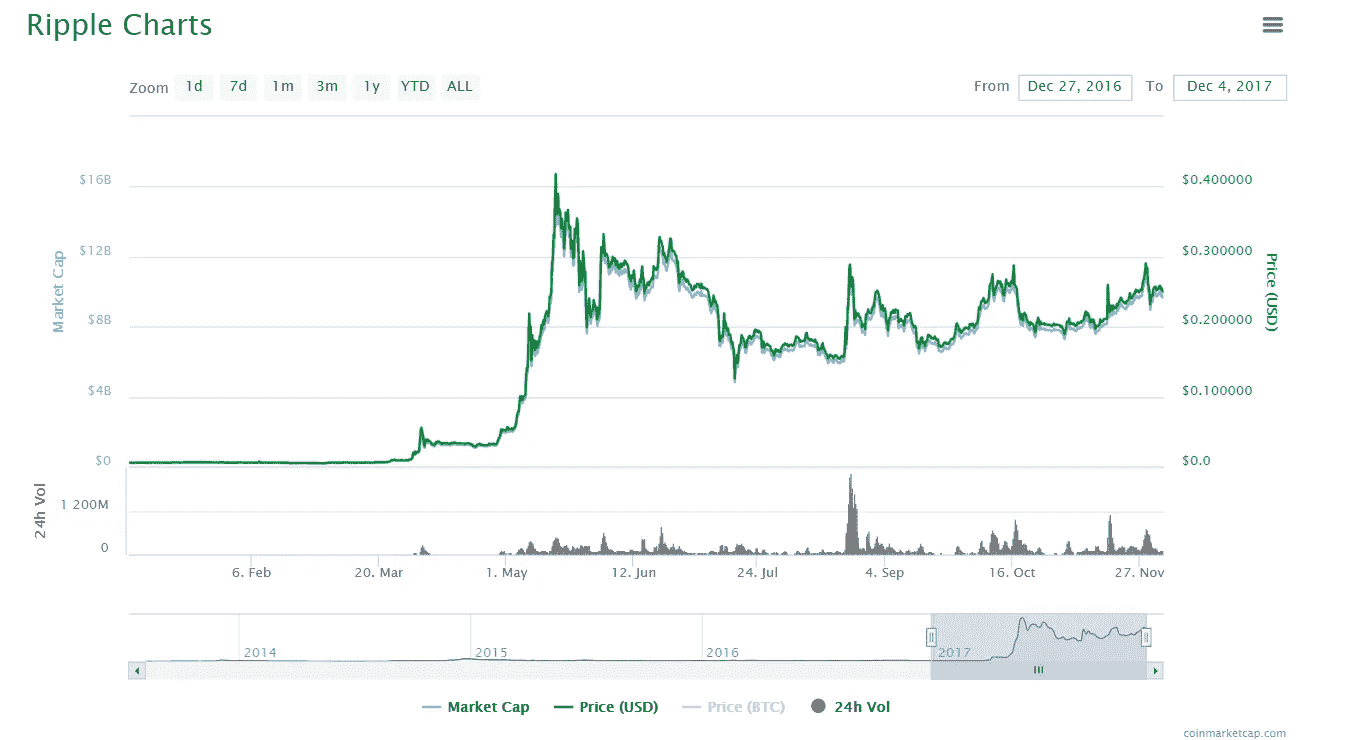 Ripple Charts
Zoom 1d 7d 1m 3m 1y YTD ALL From Dec 27, 2016 To Dec 4, 2017
$16B $0.400000
$12B $0.300000
Market Cap
Price (USD)
$8B $0.200000
$4B $0.100000
$0 $0.0
24h Vol
1 200M
0
6. Feb 20. Mar 1. May 12. Jun 24. Jul 4. Sep 16. Oct 27. Nov
2014 2015 2016 2017
Market Cap Price (USD) Price (BTC) 24h Vol
coinmarketcap.com